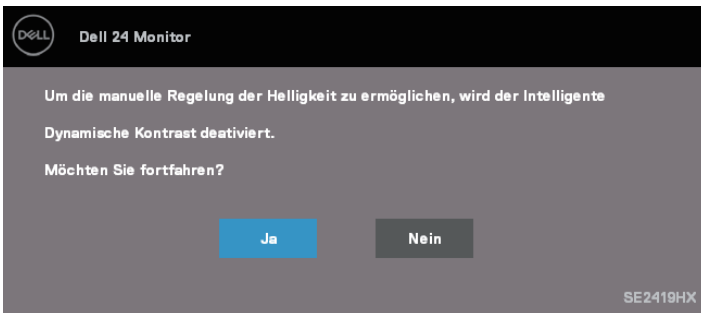 DELL
Dell 24 Monitor
Um die manuelle Regelung der Helligkeit zu ermöglichen, wird der Intelligente
Dynamische Kontrast deativiert.
Möchten Sie fortfahren?
Ja
Nein
SE2419HX